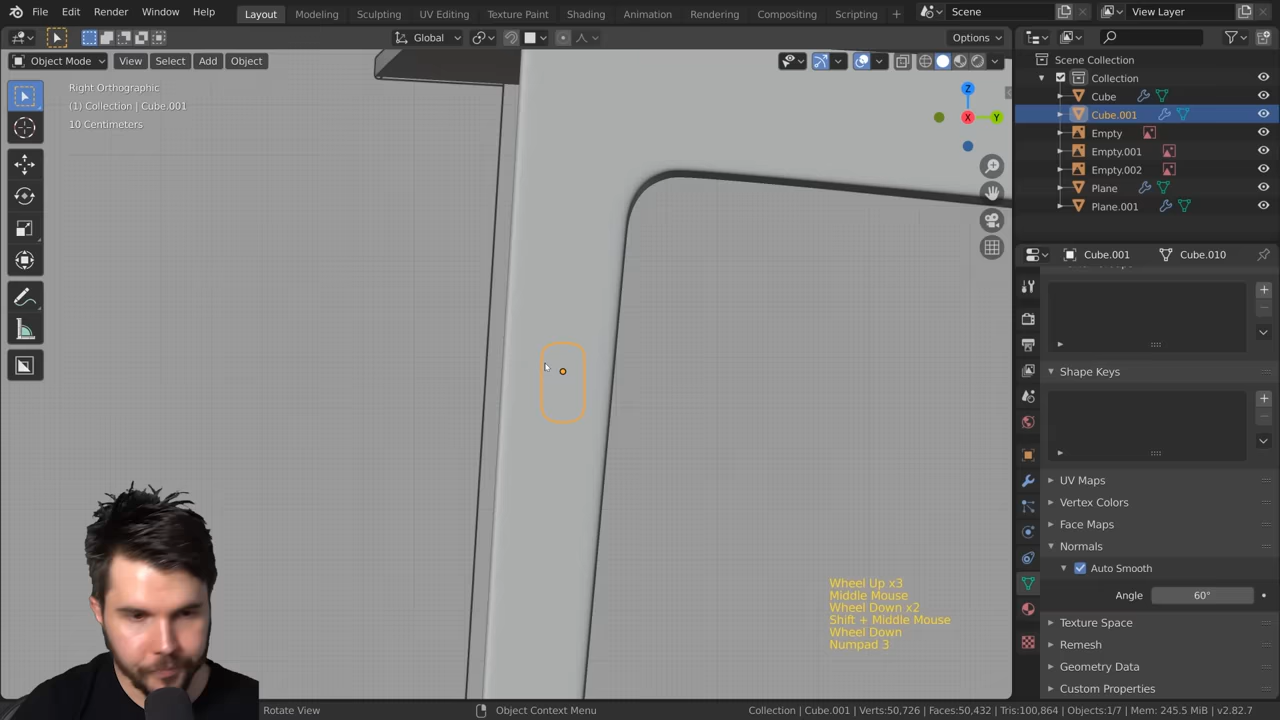 File Edit Render Window Help Layout Modeling Sculpting UV Editing Texture Paint Shading Animation Rendering Compositing Scripting + Scene View Layer
Global Options
Object Mode View Select Add Object
Right Orthographic
(1) Collection | Cube.001
10 Centimeters
Z
X
Y
Wheel Up x3
Middle Mouse
Wheel Down x2
Shift + Middle Mouse
Wheel Down
Numpad 3
Scene Collection
Collection
Cube
Cube.001
Empty
Empty.001
Empty.002
Plane
Plane.001
Cube.001 Cube.010
Shape Keys
UV Maps
Vertex Colors
Face Maps
Normals
Auto Smooth
Angle 60°
Texture Space
Remesh
Geometry Data
Custom Properties
Rotate View Object Context Menu Collection | Cube.001 | Verts:50,726 | Faces:50,432 | Tris:100,864 | Objects:1/7 | Mem: 245.5 MiB | v2.82.7